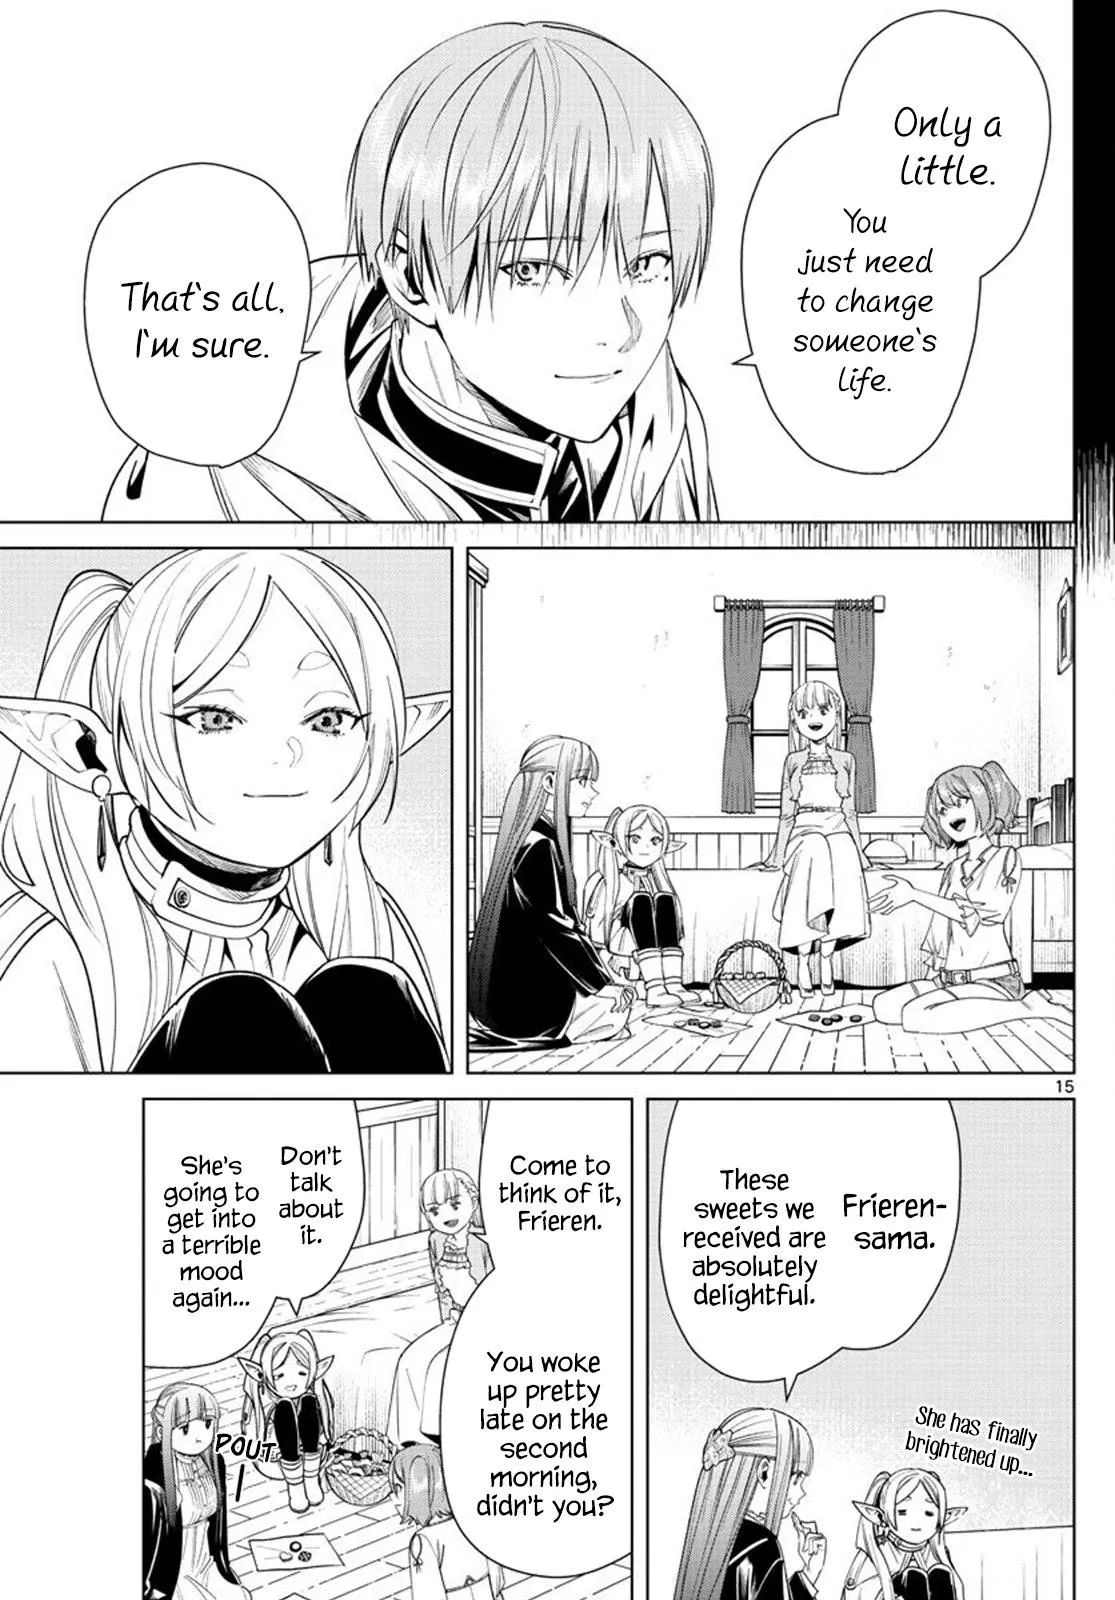 Only a
little.
You
just need
to change
someone's
life.
That's all,
I'm sure.
15
Frieren-
sama.
These
sweets we
received are
absolutely
delightful.
She has finally
brightened up...
Come to
think of it,
Frieren.
You woke
up pretty
late on the
second
morning,
didn't you?
Don't
talk
about
it.
She's
going to
get into
a terrible
mood
again...
POUT